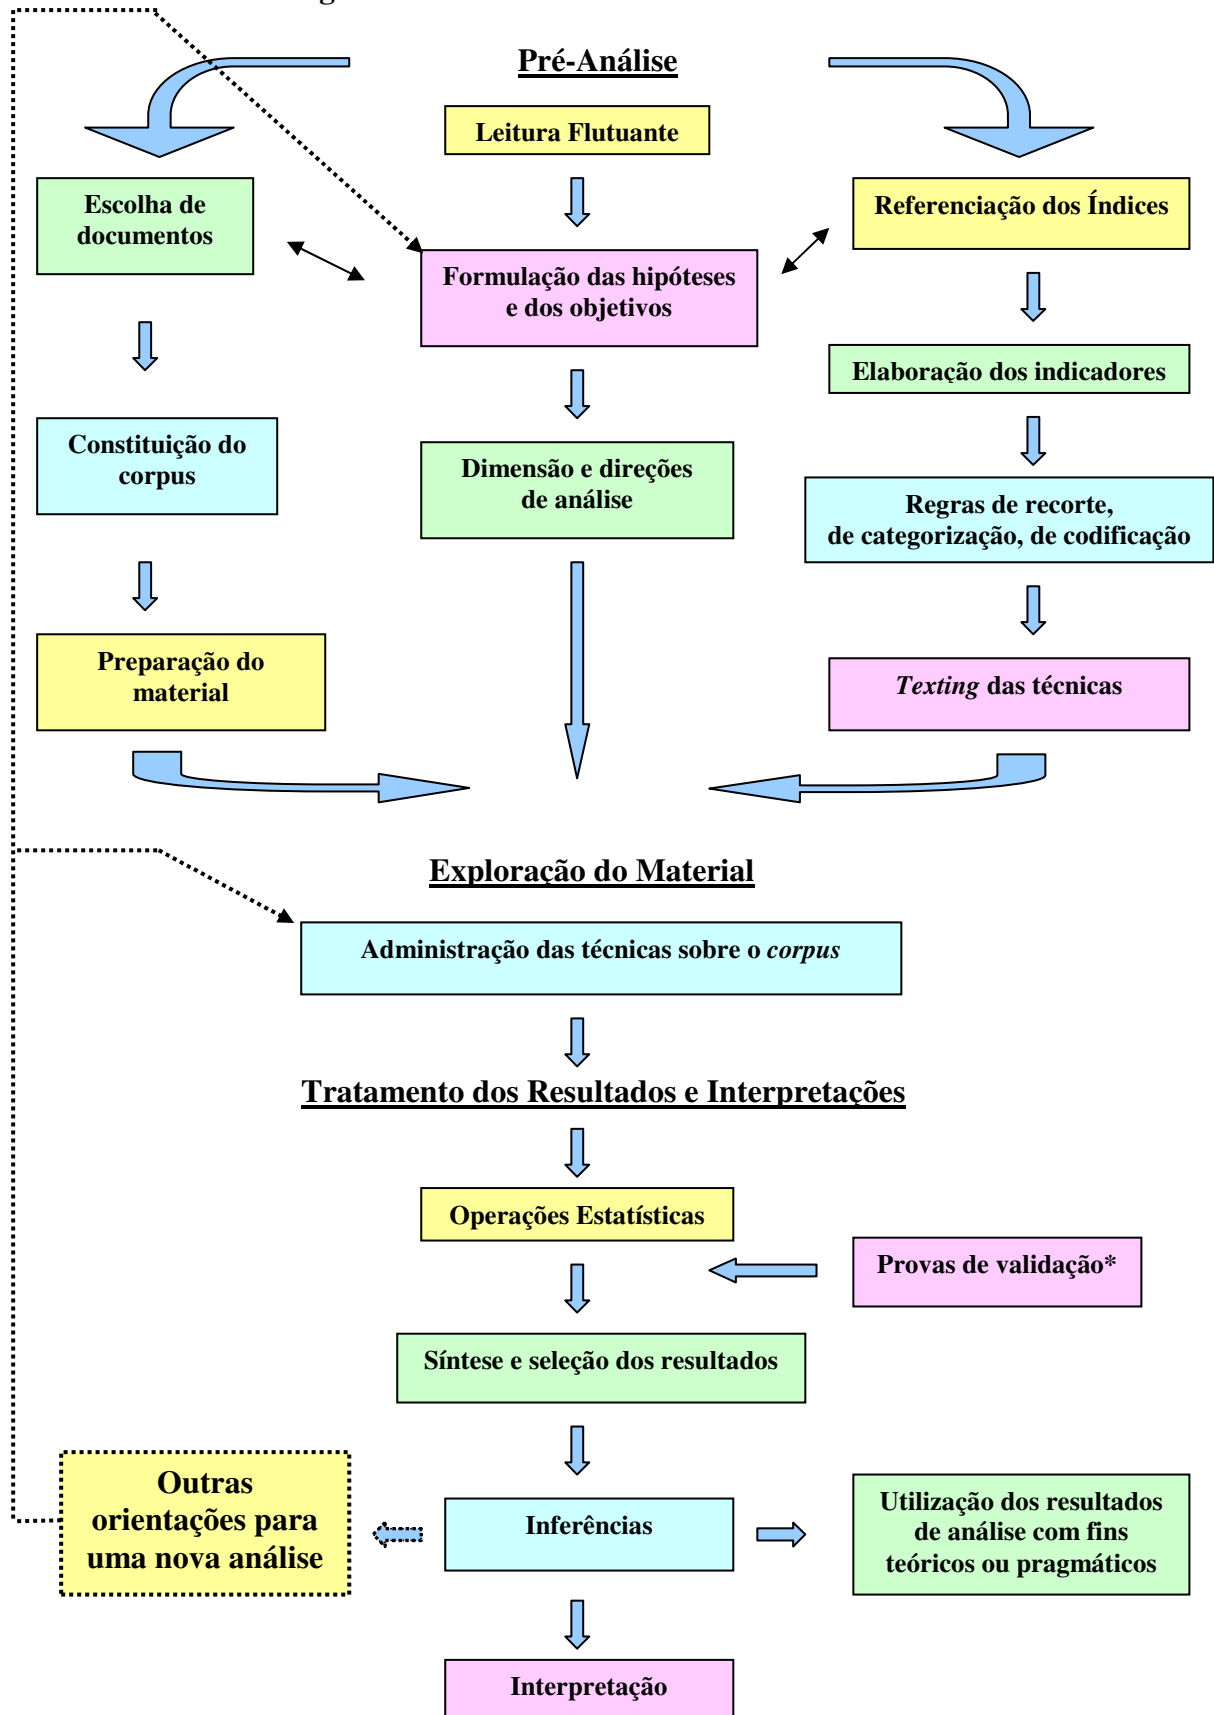 Pré-Análise
Leitura Flutuante
Escolha de
documentos
Referenciação dos Índices
Formulação das hipóteses
e dos objetivos
Elaboração dos indicadores
Constituição do
corpus
Dimensão e direções
de análise
Regras de recorte,
de categorização, de codificação
Preparação do
material
Texting das técnicas
Exploração do Material
Administração das técnicas sobre o corpus
Tratamento dos Resultados e Interpretações
Operações Estatísticas
Provas de validação*
Síntese e seleção dos resultados
Outras
orientações para
uma nova análise
Inferências
Utilização dos resultados
de análise com fins
teóricos ou pragmáticos
Interpretação